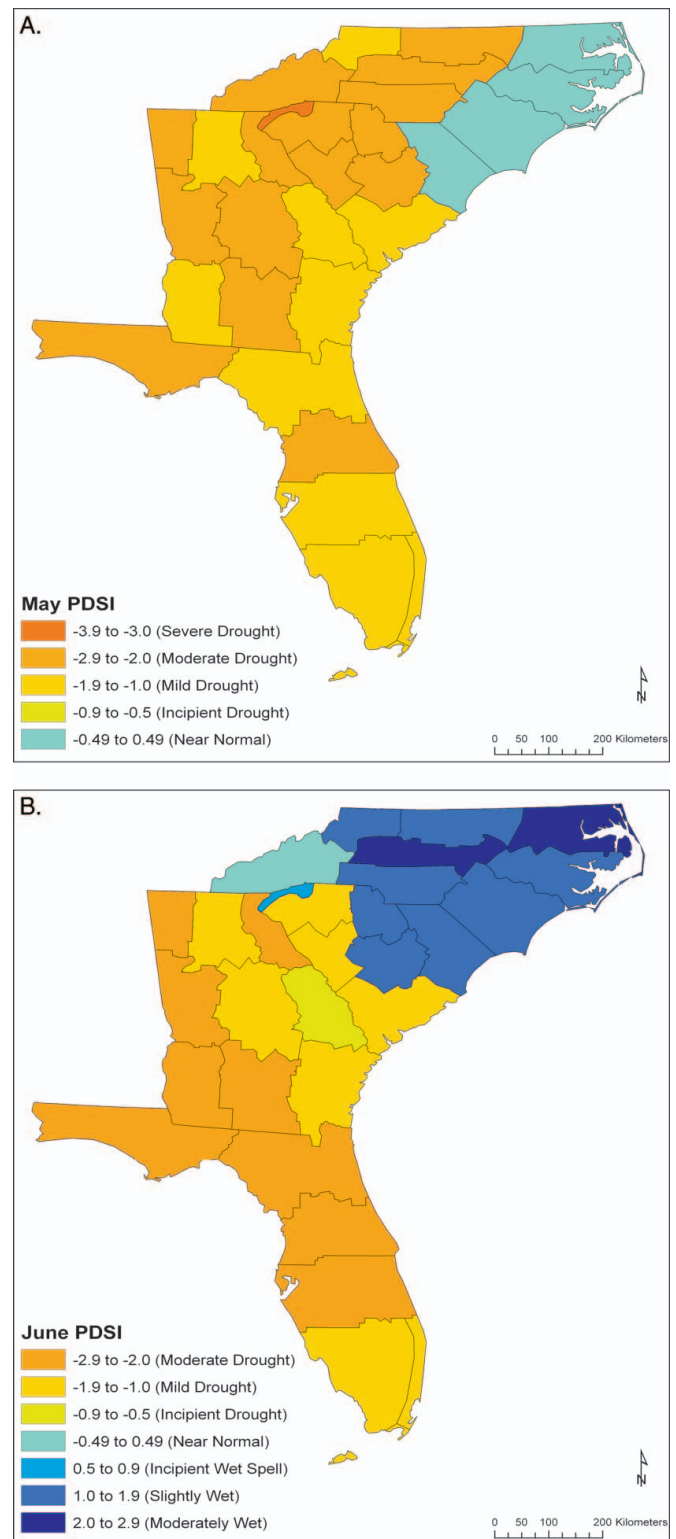 A.
May PDSI
-3.9 to -3.0 (Severe Drought)
-2.9 to -2.0 (Moderate Drought)
-1.9 to -1.0 (Mild Drought)
-0.9 to -0.5 (Incipient Drought)
-0.49 to 0.49 (Near Normal)
N
0 50 100 200 Kilometers
B.
June PDSI
-2.9 to -2.0 (Moderate Drought)
-1.9 to -1.0 (Mild Drought)
-0.9 to -0.5 (Incipient Drought)
-0.49 to 0.49 (Near Normal)
0.5 to 0.9 (Incipient Wet Spell)
1.0 to 1.9 (Slightly Wet)
2.0 to 2.9 (Moderately Wet)
N
0 50 100 200 Kilometers